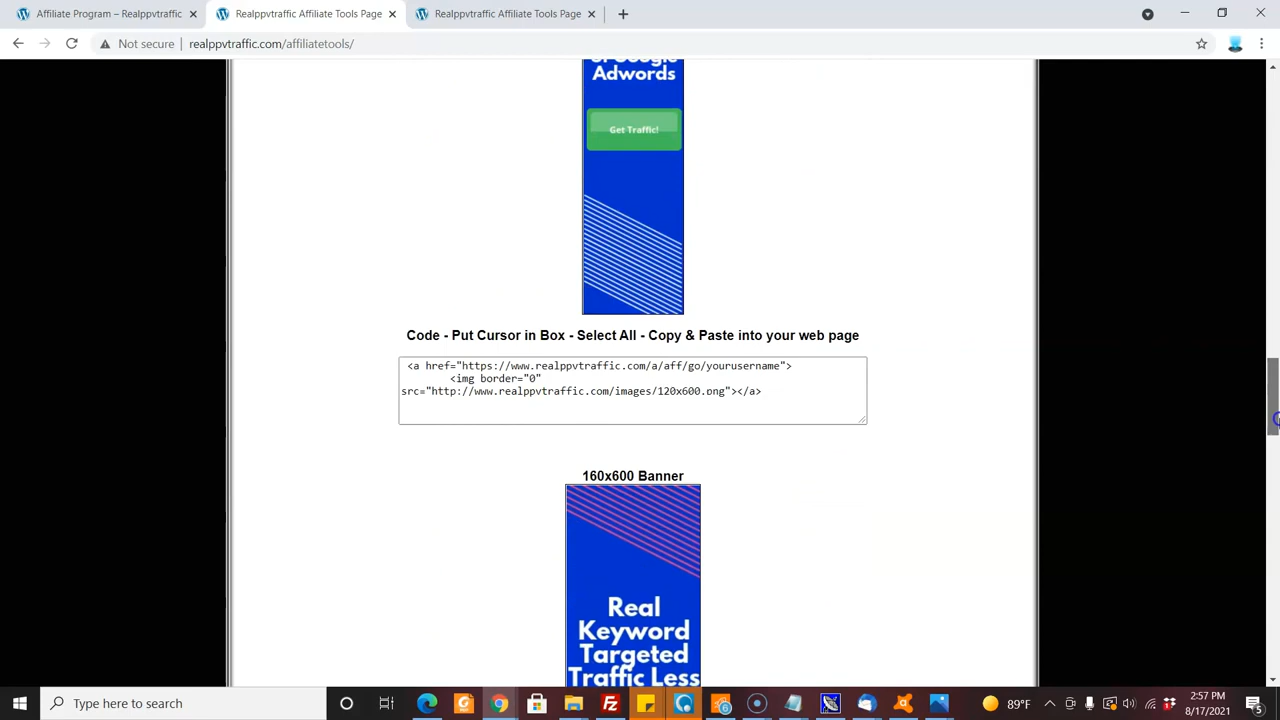 Affiliate Program – Realppvtraffic
Realppvtraffic Affiliate Tools Page
Realppvtraffic Affiliate Tools Page
Not secure
realppvtraffic.com/affiliatetools/
of Google
Adwords
Get Traffic!
Code - Put Cursor in Box - Select All - Copy & Paste into your web page
<a href="https://www.realppvtraffic.com/a/aff/go/yourusername">
<img border="0"
src="http://www.realppvtraffic.com/images/120x600.png"></a>
160x600 Banner
Real
Keyword
Targeted
Traffic Less
Type here to search
89°F
2:57 PM
8/17/2021